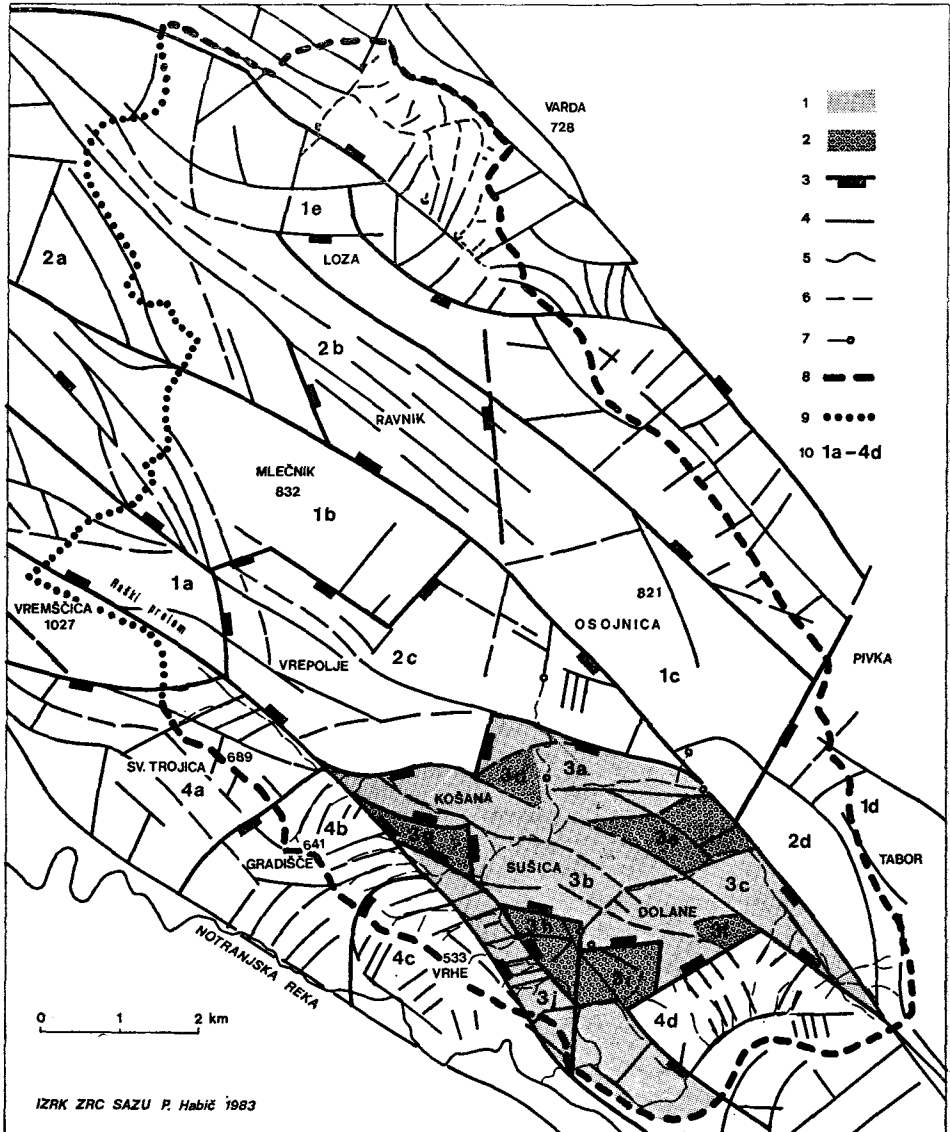 VARDA
728
1
2
3
4
5
6
7
8
9
10 1a-4d
1e
LOZA
2a
2b
RAVNIK
MLEČNIK
832
1b
1a
Raški prelom
VREMŠČICA
1027
821
OSOJNICA
2c
1c
VREPOLJE
PIVKA
SV. TROJICA
689
4a
3a
3d
KOŠANA
4b
641
GRADIŠČE
2d
1d
TABOR
SUŠICA
3b
3c
DOLANE
NOTRANJSKA REKA
4c
533
VRHE
3j
4d
0 1 2 km
IZRK ZRC SAZU P. Habič 1983